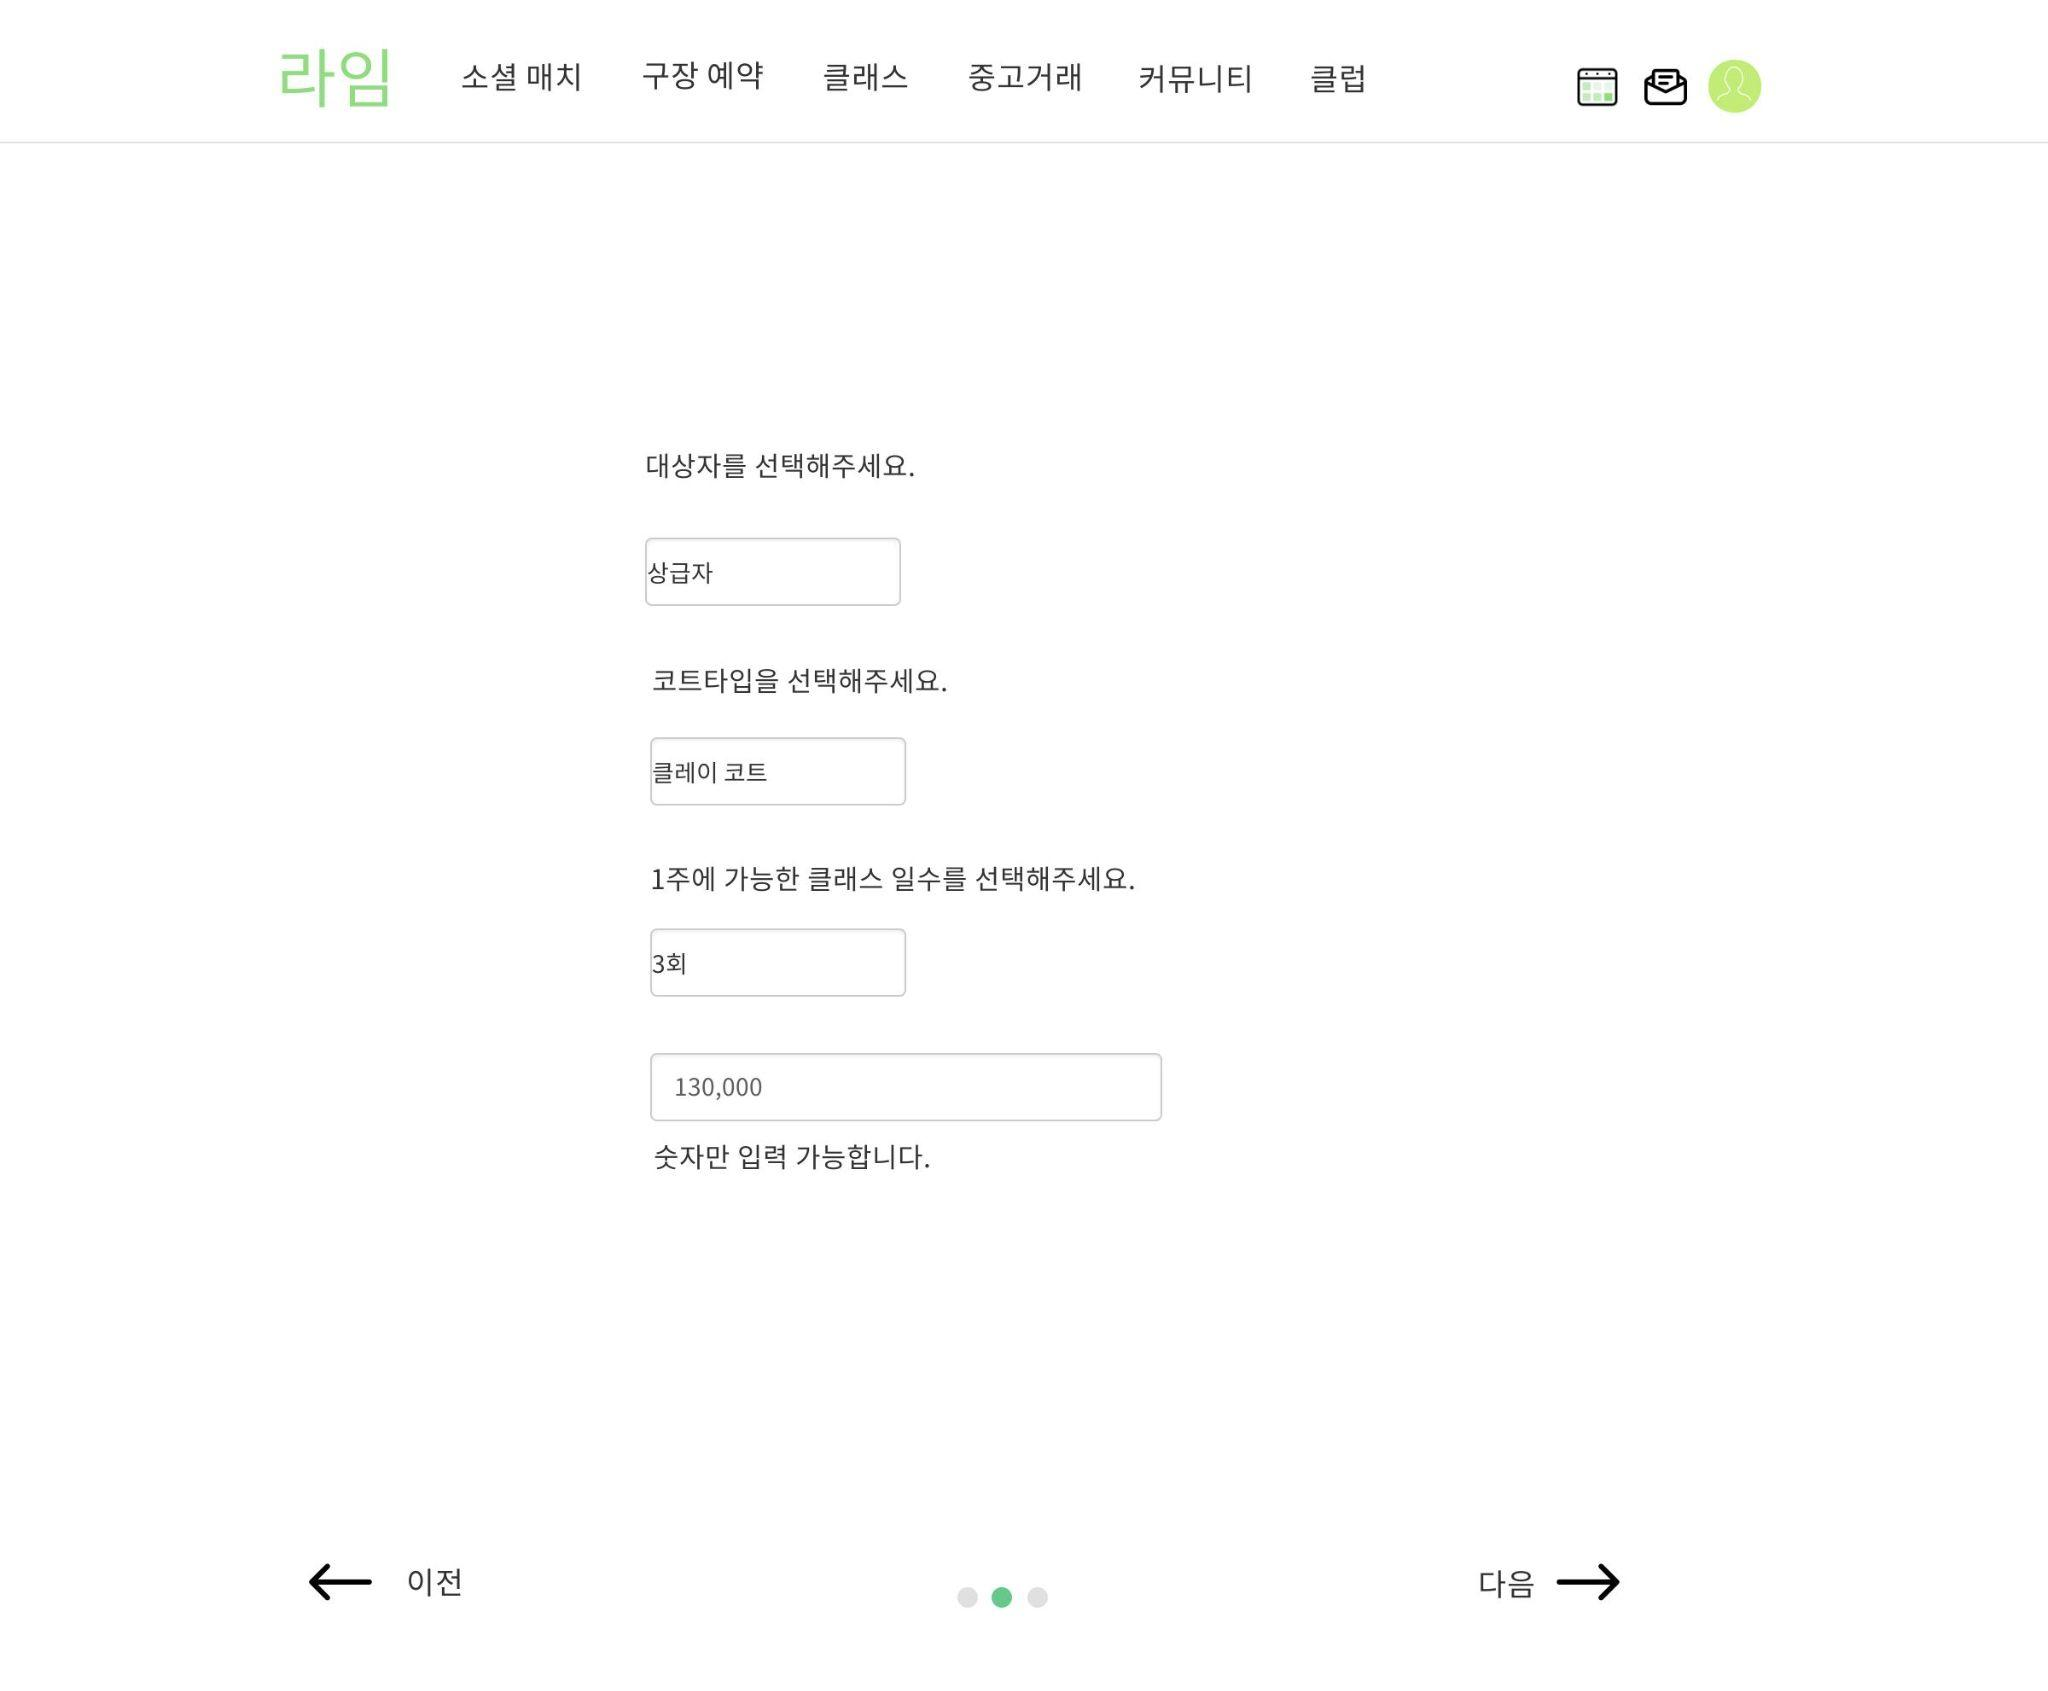 라임
소셜 매치 구장 예약 클래스 중고거래 커뮤니티 클럽
대상자를 선택해주세요.
상급자
코트타입을 선택해주세요.
클레이 코트
1주에 가능한 클래스 일수를 선택해주세요.
3회
130,000
숫자만 입력 가능합니다.
이전
다음